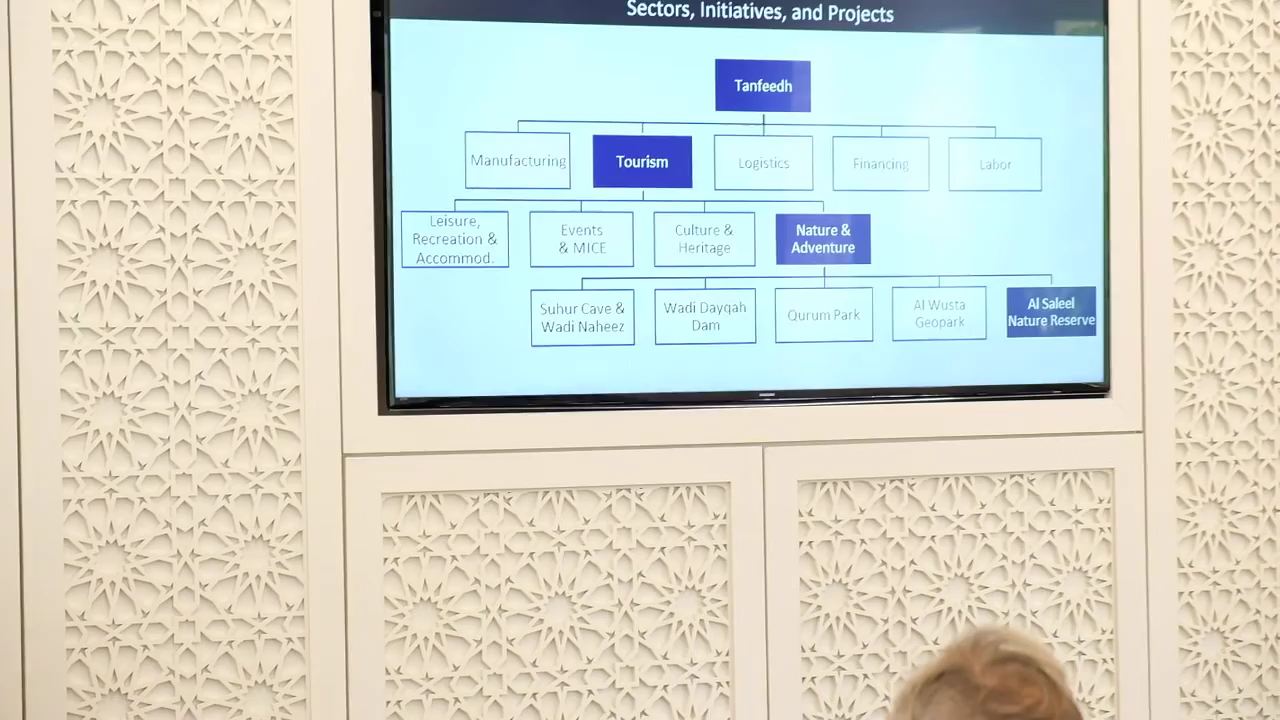 Sectors, Initiatives, and Projects
Tanfeedh
Manufacturing
Tourism
Logistics
Financing
Labor
Leisure,
Recreation &
Accommod.
Events
& MICE
Culture &
Heritage
Nature &
Adventure
Suhur Cave &
Wadi Naheez
Wadi Dayqah
Dam
Qurum Park
Al Wusta
Geopark
Al Saleel
Nature Reserve